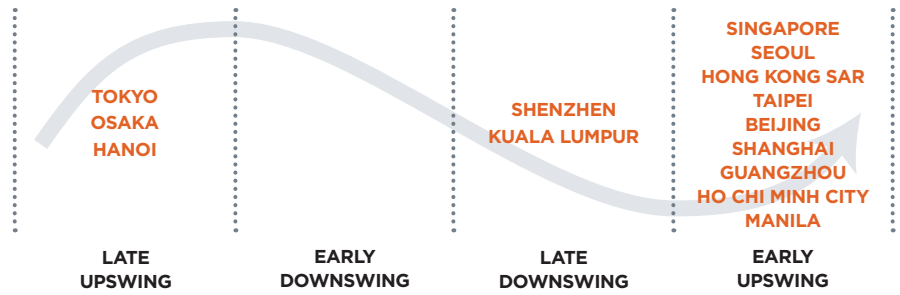 TOKYO
OSAKA
HANOI
SHENZHEN
KUALA LUMPUR
SINGAPORE
SEOUL
HONG KONG SAR
TAIPEI
BEIJING
SHANGHAI
GUANGZHOU
HO CHI MINH CITY
MANILA
LATE
UPSWING
EARLY
DOWNSWING
LATE
DOWNSWING
EARLY
UPSWING